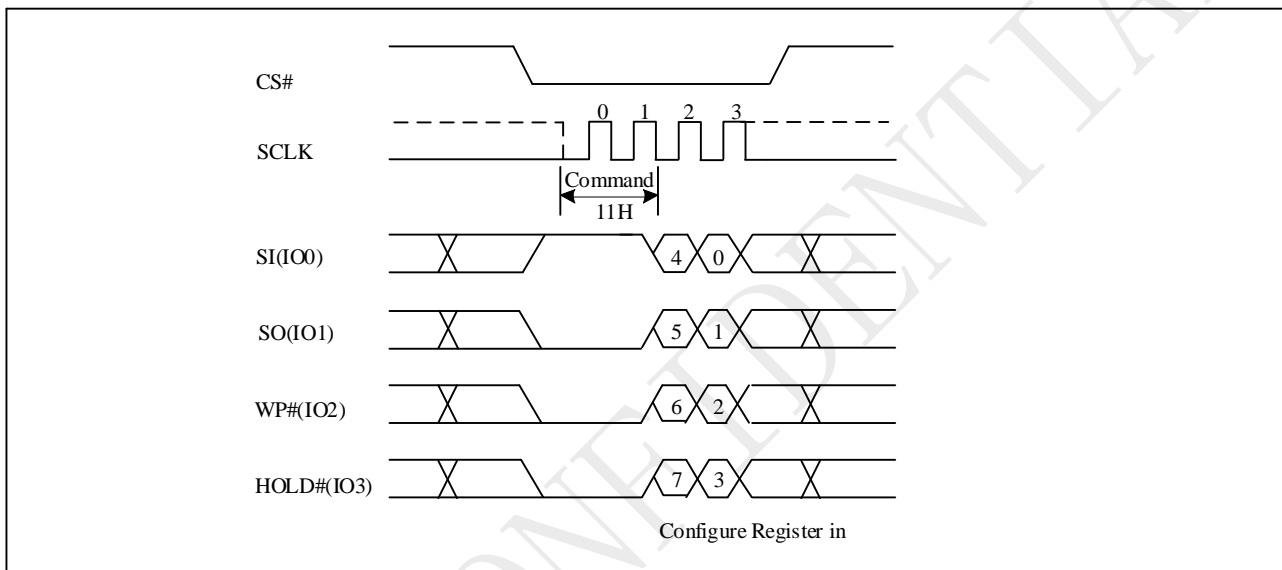 CS#
0 1 2 3
SCLK
Command
11H
SI(IO0)
4 0
SO(IO1)
5 1
WP#(IO2)
6 2
HOLD#(IO3)
7 3
Configure Register in
ONFIDENTIA